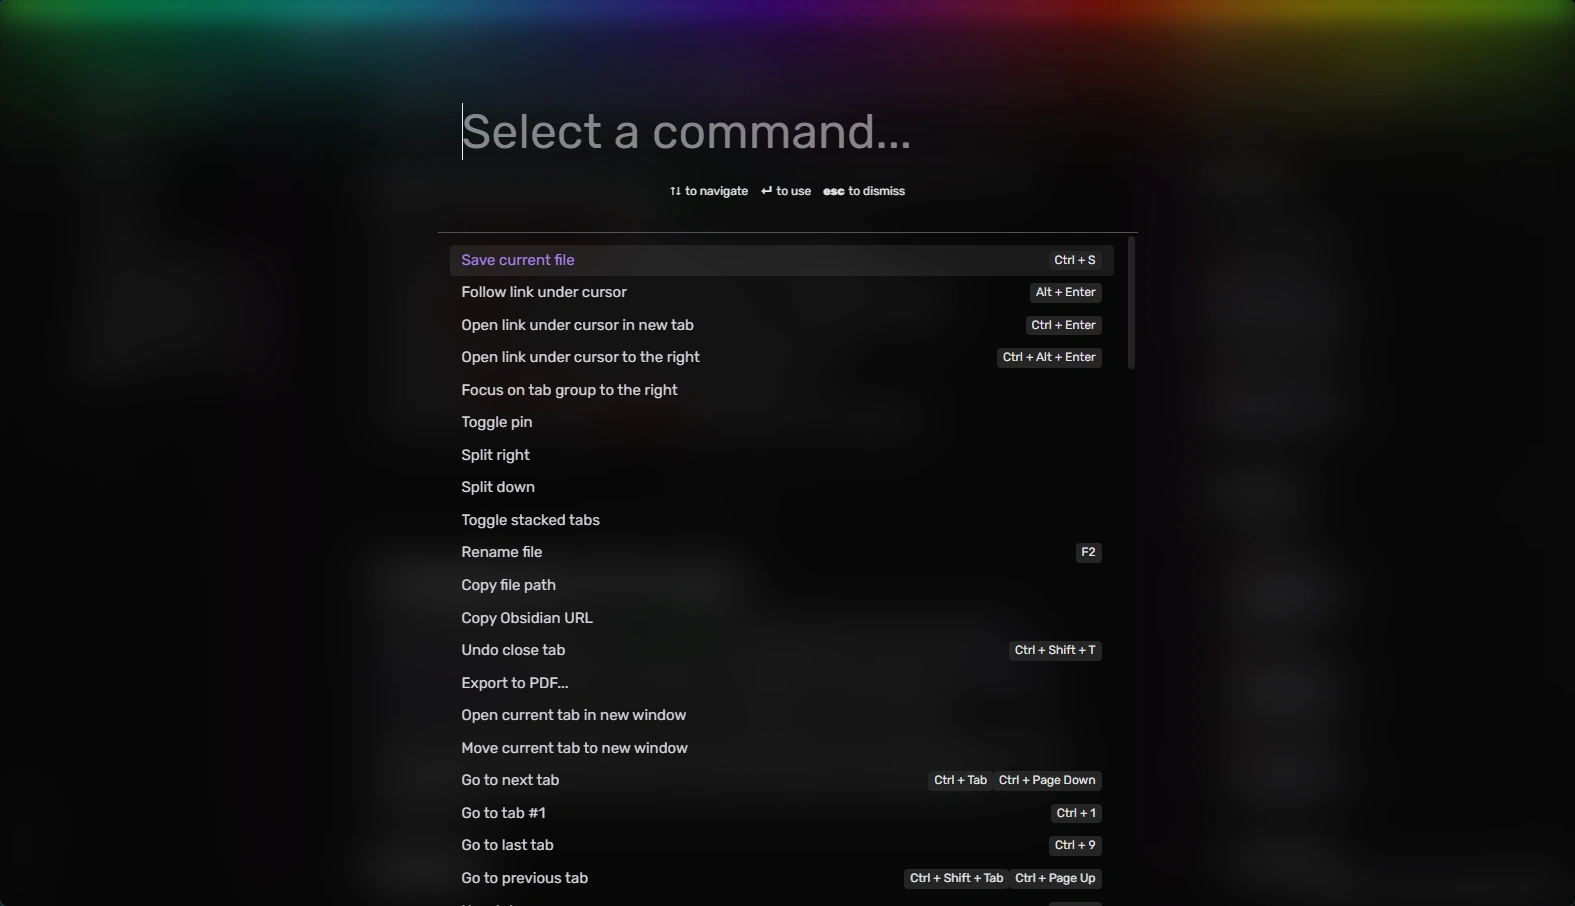 Select a command...
↑↓ to navigate ↵ to use esc to dismiss
Save current file Ctrl + S
Follow link under cursor Alt + Enter
Open link under cursor in new tab Ctrl + Enter
Open link under cursor to the right Ctrl + Alt + Enter
Focus on tab group to the right
Toggle pin
Split right
Split down
Toggle stacked tabs
Rename file F2
Copy file path
Copy Obsidian URL
Undo close tab Ctrl + Shift + T
Export to PDF...
Open current tab in new window
Move current tab to new window
Go to next tab Ctrl + Tab Ctrl + Page Down
Go to tab #1 Ctrl + 1
Go to last tab Ctrl + 9
Go to previous tab Ctrl + Shift + Tab Ctrl + Page Up